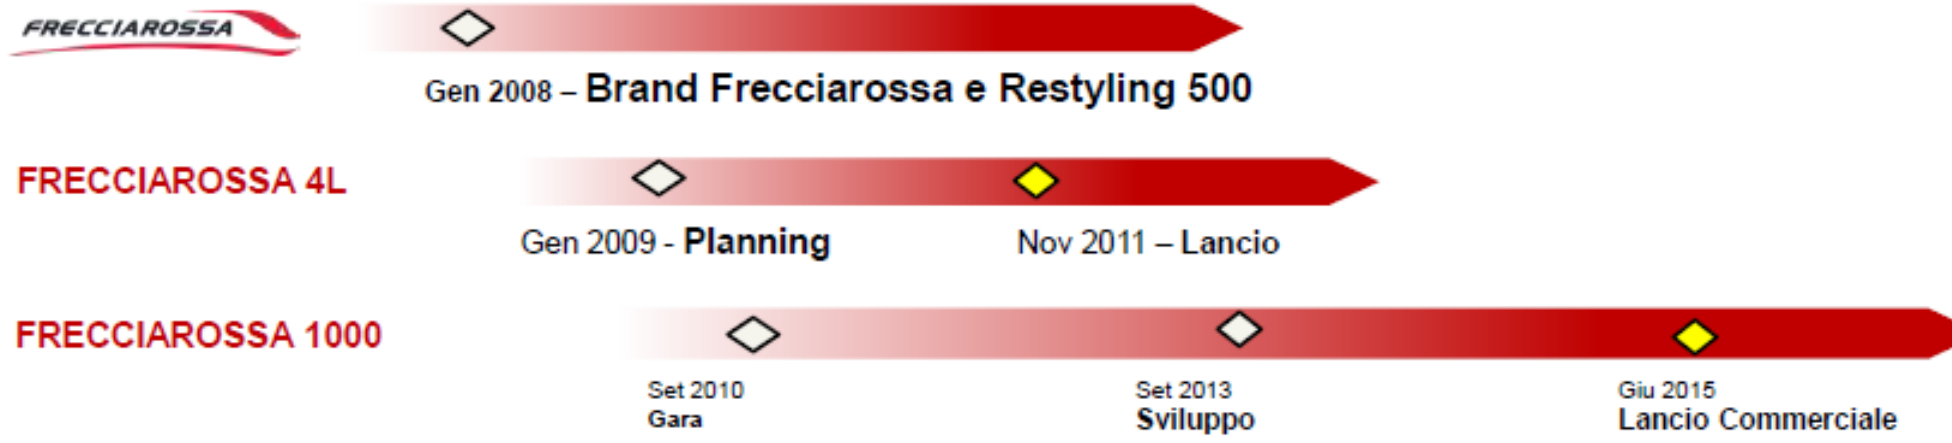 FRECCIAROSSA
Gen 2008 – Brand Frecciarossa e Restyling 500
FRECCIAROSSA 4L
Gen 2009 - Planning
Nov 2011 – Lancio
FRECCIAROSSA 1000
Set 2010
Gara
Set 2013
Sviluppo
Giu 2015
Lancio Commerciale